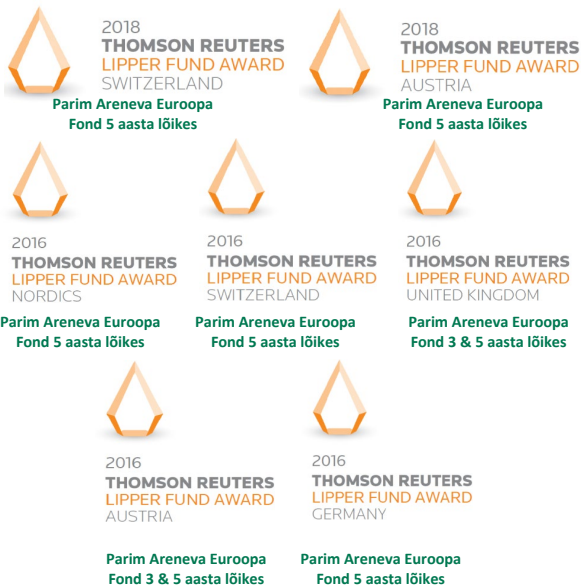 2018
THOMSON REUTERS
LIPPER FUND AWARD
SWITZERLAND
Parim Areneva Euroopa
Fond 5 aasta lõikes
2018
THOMSON REUTERS
LIPPER FUND AWARD
AUSTRIA
Parim Areneva Euroopa
Fond 5 aasta lõikes
2016
THOMSON REUTERS
LIPPER FUND AWARD
NORDICS
Parim Areneva Euroopa
Fond 5 aasta lõikes
2016
THOMSON REUTERS
LIPPER FUND AWARD
SWITZERLAND
Parim Areneva Euroopa
Fond 5 aasta lõikes
2016
THOMSON REUTERS
LIPPER FUND AWARD
UNITED KINGDOM
Parim Areneva Euroopa
Fond 3 & 5 aasta lõikes
2016
THOMSON REUTERS
LIPPER FUND AWARD
AUSTRIA
Parim Areneva Euroopa
Fond 3 & 5 aasta lõikes
2016
THOMSON REUTERS
LIPPER FUND AWARD
GERMANY
Parim Areneva Euroopa
Fond 5 aasta lõikes